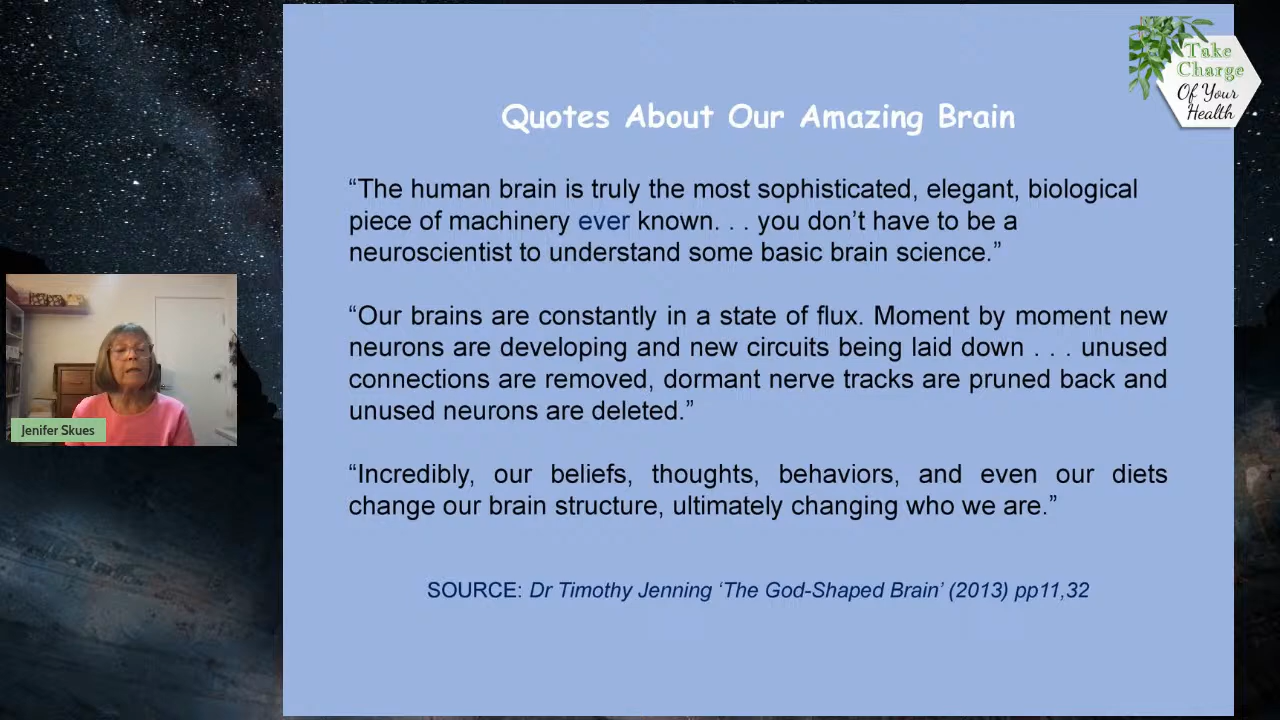 Take
Charge
Of Your
Health
Quotes About Our Amazing Brain
“The human brain is truly the most sophisticated, elegant, biological
piece of machinery ever known. . . you don’t have to be a
neuroscientist to understand some basic brain science.”
“Our brains are constantly in a state of flux. Moment by moment new
neurons are developing and new circuits being laid down . . . unused
connections are removed, dormant nerve tracks are pruned back and
unused neurons are deleted.”
“Incredibly, our beliefs, thoughts, behaviors, and even our diets
change our brain structure, ultimately changing who we are.”
SOURCE: Dr Timothy Jenning ‘The God-Shaped Brain’ (2013) pp11,32
Jenifer Skues